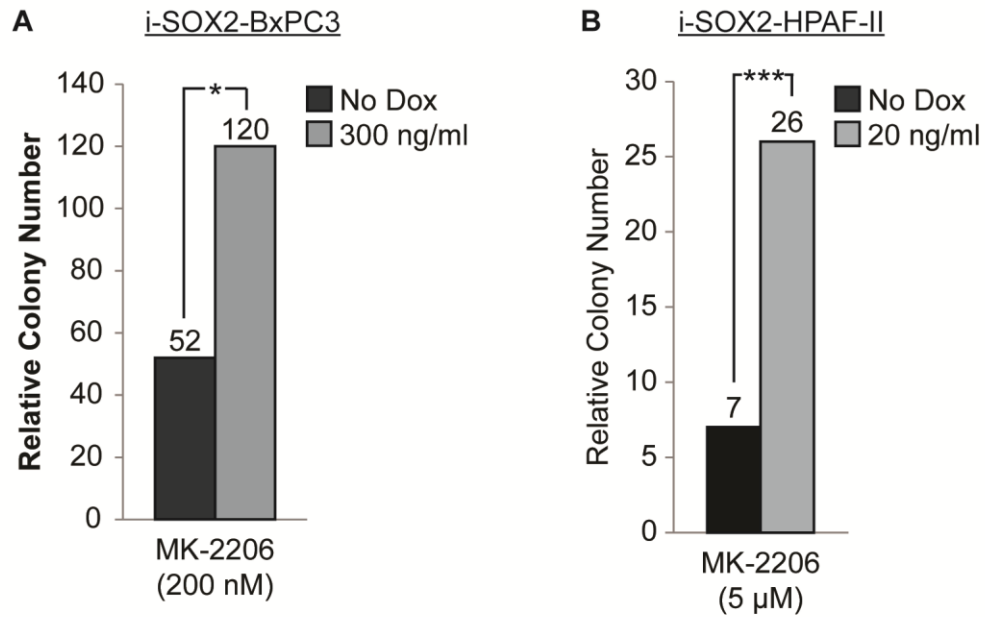 A i-SOX2-BxPC3
Relative Colony Number
140
120
100
80
60
40
20
0
*
52
120
No Dox
300 ng/ml
MK-2206
(200 nM)
B i-SOX2-HPAF-II
Relative Colony Number
30
25
20
15
10
5
0
***
7
26
No Dox
20 ng/ml
MK-2206
(5 µM)